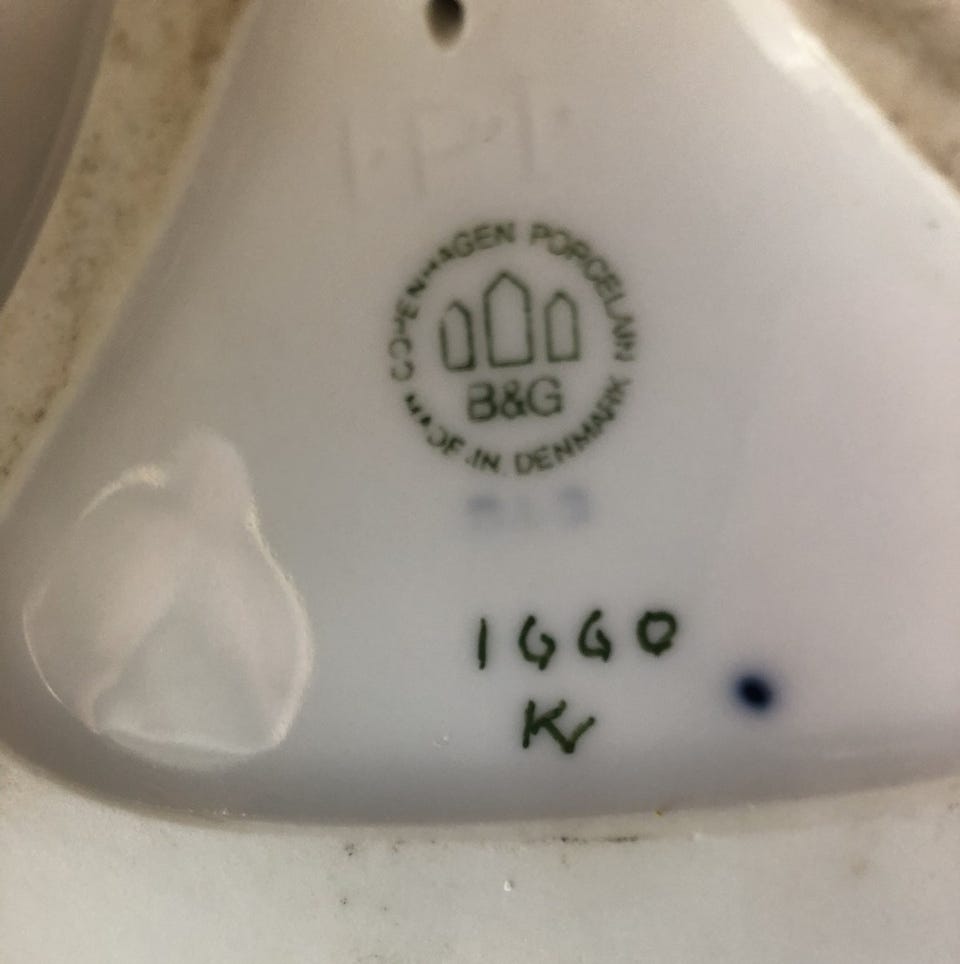 COPENHAGEN PORCELAIN
B&G
MADE IN DENMARK
1660